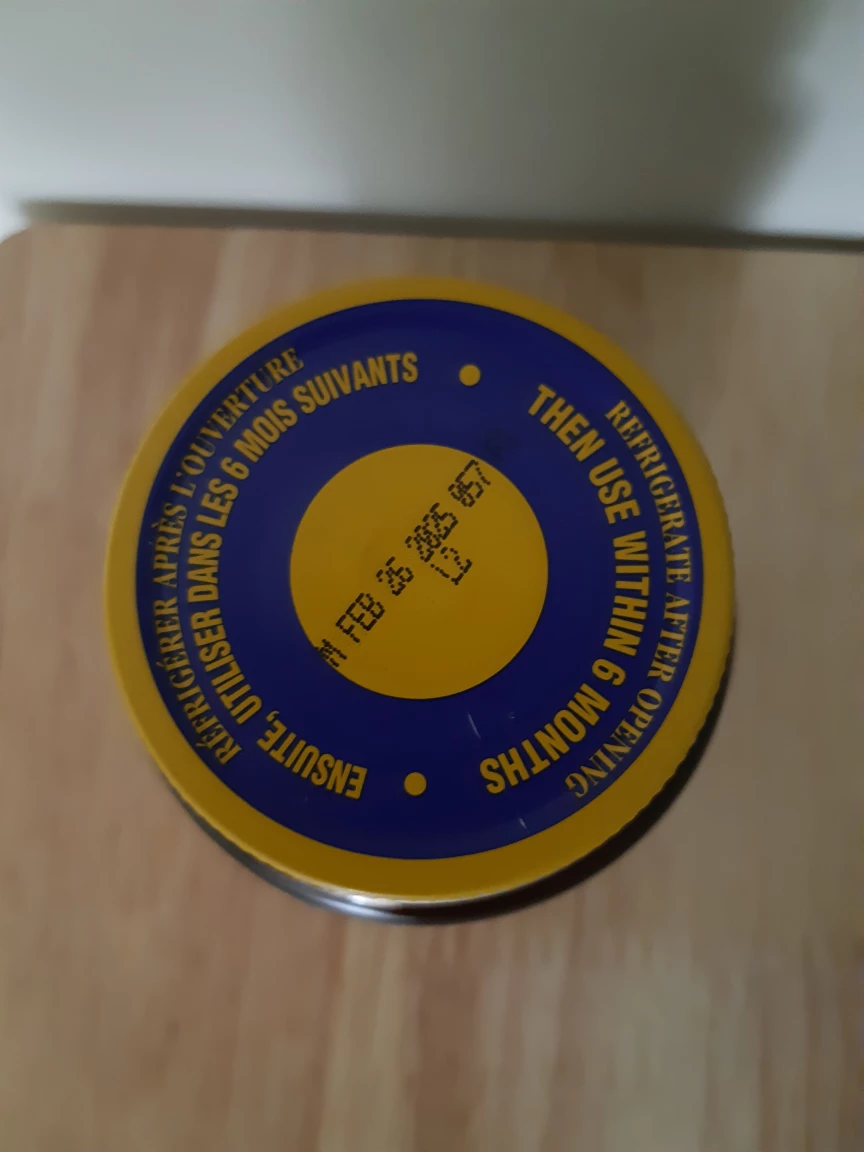 REFRIGERATE AFTER OPENING
THEN USE WITHIN 6 MONTHS
RÉFRIGÉRER APRÈS L'OUVERTURE
ENSUITE, UTILISER DANS LES 6 MOIS SUIVANTS
FEB 26 2025 057
12